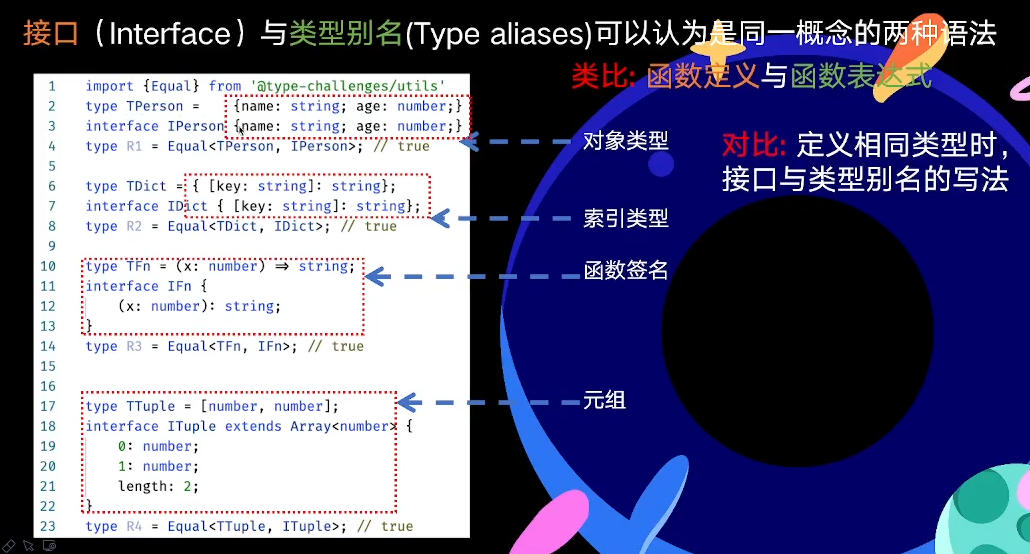 接口（Interface）与类型别名(Type aliases)可以认为是同一概念的两种语法
类比: 函数定义与函数表达式
对比: 定义相同类型时，
接口与类型别名的写法
1 import {Equal} from '@type-challenges/utils'
2 type TPerson = {name: string; age: number;}
3 interface IPerson {name: string; age: number;}
4 type R1 = Equal<TPerson, IPerson>; // true
5
6 type TDict = { [key: string]: string};
7 interface IDict { [key: string]: string};
8 type R2 = Equal<TDict, IDict>; // true
9
10 type TFn = (x: number) => string;
11 interface IFn {
12 (x: number): string;
13 }
14 type R3 = Equal<TFn, IFn>; // true
15
16
17 type TTuple = [number, number];
18 interface ITuple extends Array<number> {
19 0: number;
20 1: number;
21 length: 2;
22 }
23 type R4 = Equal<TTuple, ITuple>; // true
对象类型
索引类型
函数签名
元组